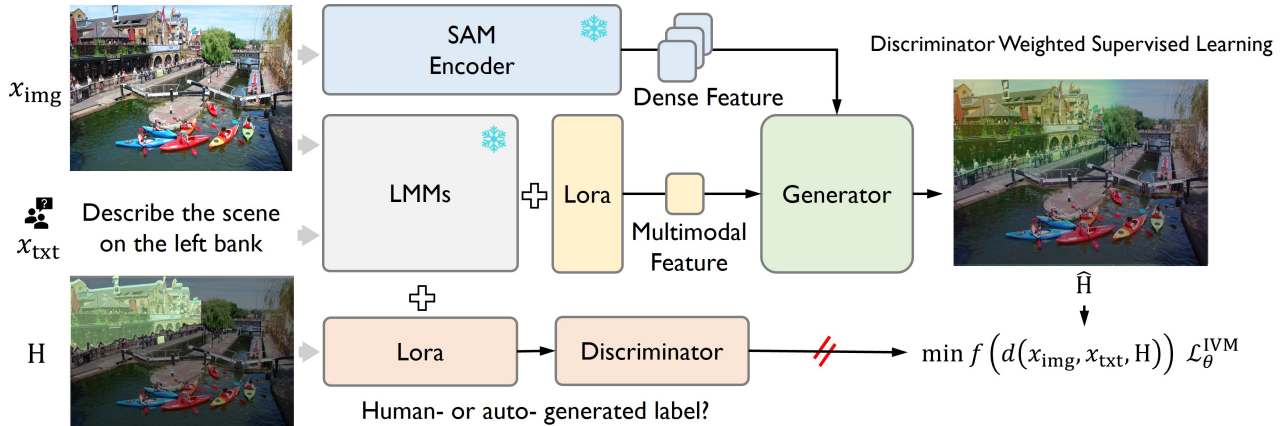 x_img
SAM
Encoder
Dense Feature
Discriminator Weighted Supervised Learning
?
x_txt
Describe the scene
on the left bank
LMMs
Lora
Multimodal
Feature
Generator
Ĥ
H
Lora
Discriminator
min f(d(x_img, x_txt, H)) ℒ_θ^IVM
Human- or auto- generated label?